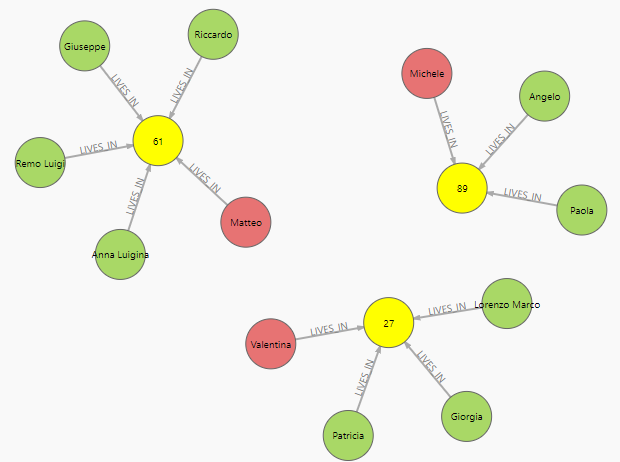 Giuseppe
Riccardo
LIVES_IN
LIVES_IN
61
LIVES_IN
Remo Luigi
LIVES_IN
LIVES_IN
Matteo
Anna Luigina
Michele
Angelo
LIVES_IN
LIVES_IN
89
LIVES_IN
Paola
Lorenzo Marco
LIVES_IN
27
LIVES_IN
Valentina
LIVES_IN
LIVES_IN
Giorgia
Patricia